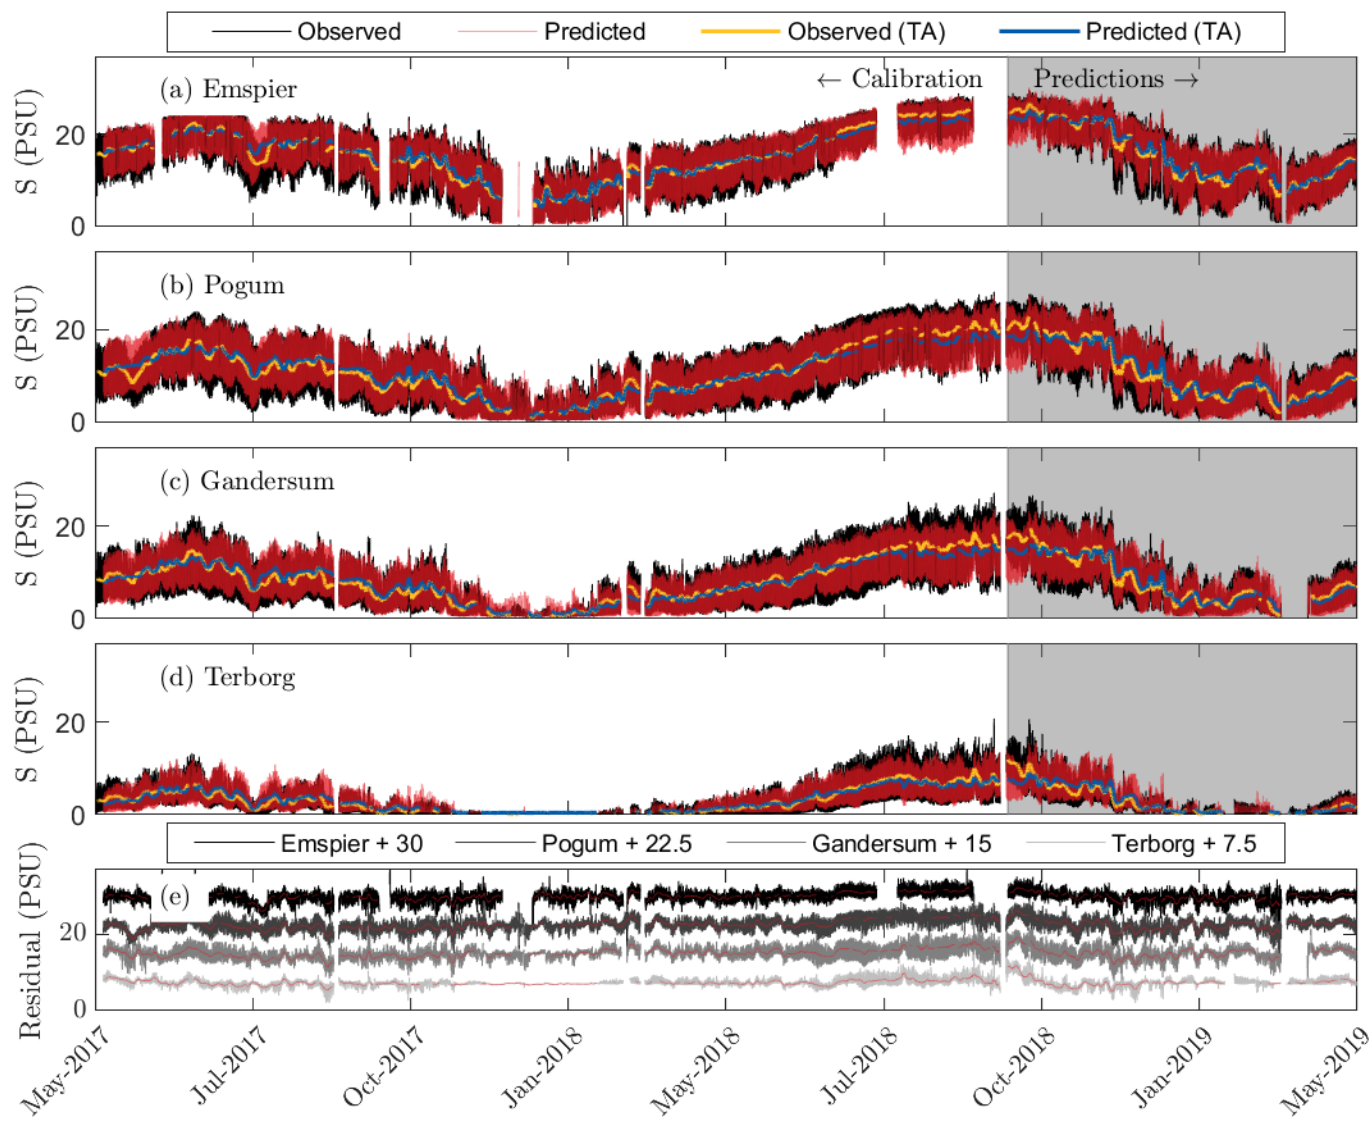 Observed Predicted Observed (TA) Predicted (TA)
(a) Emspier
← Calibration Predictions →
S (PSU)
20
0
(b) Pogum
S (PSU)
20
0
(c) Gandersum
S (PSU)
20
0
(d) Terborg
S (PSU)
20
0
Emspier + 30 Pogum + 22.5 Gandersum + 15 Terborg + 7.5
(e)
Residual (PSU)
20
0
May-2017 Jul-2017 Oct-2017 Jan-2018 May-2018 Jul-2018 Oct-2018 Jan-2019 May-2019